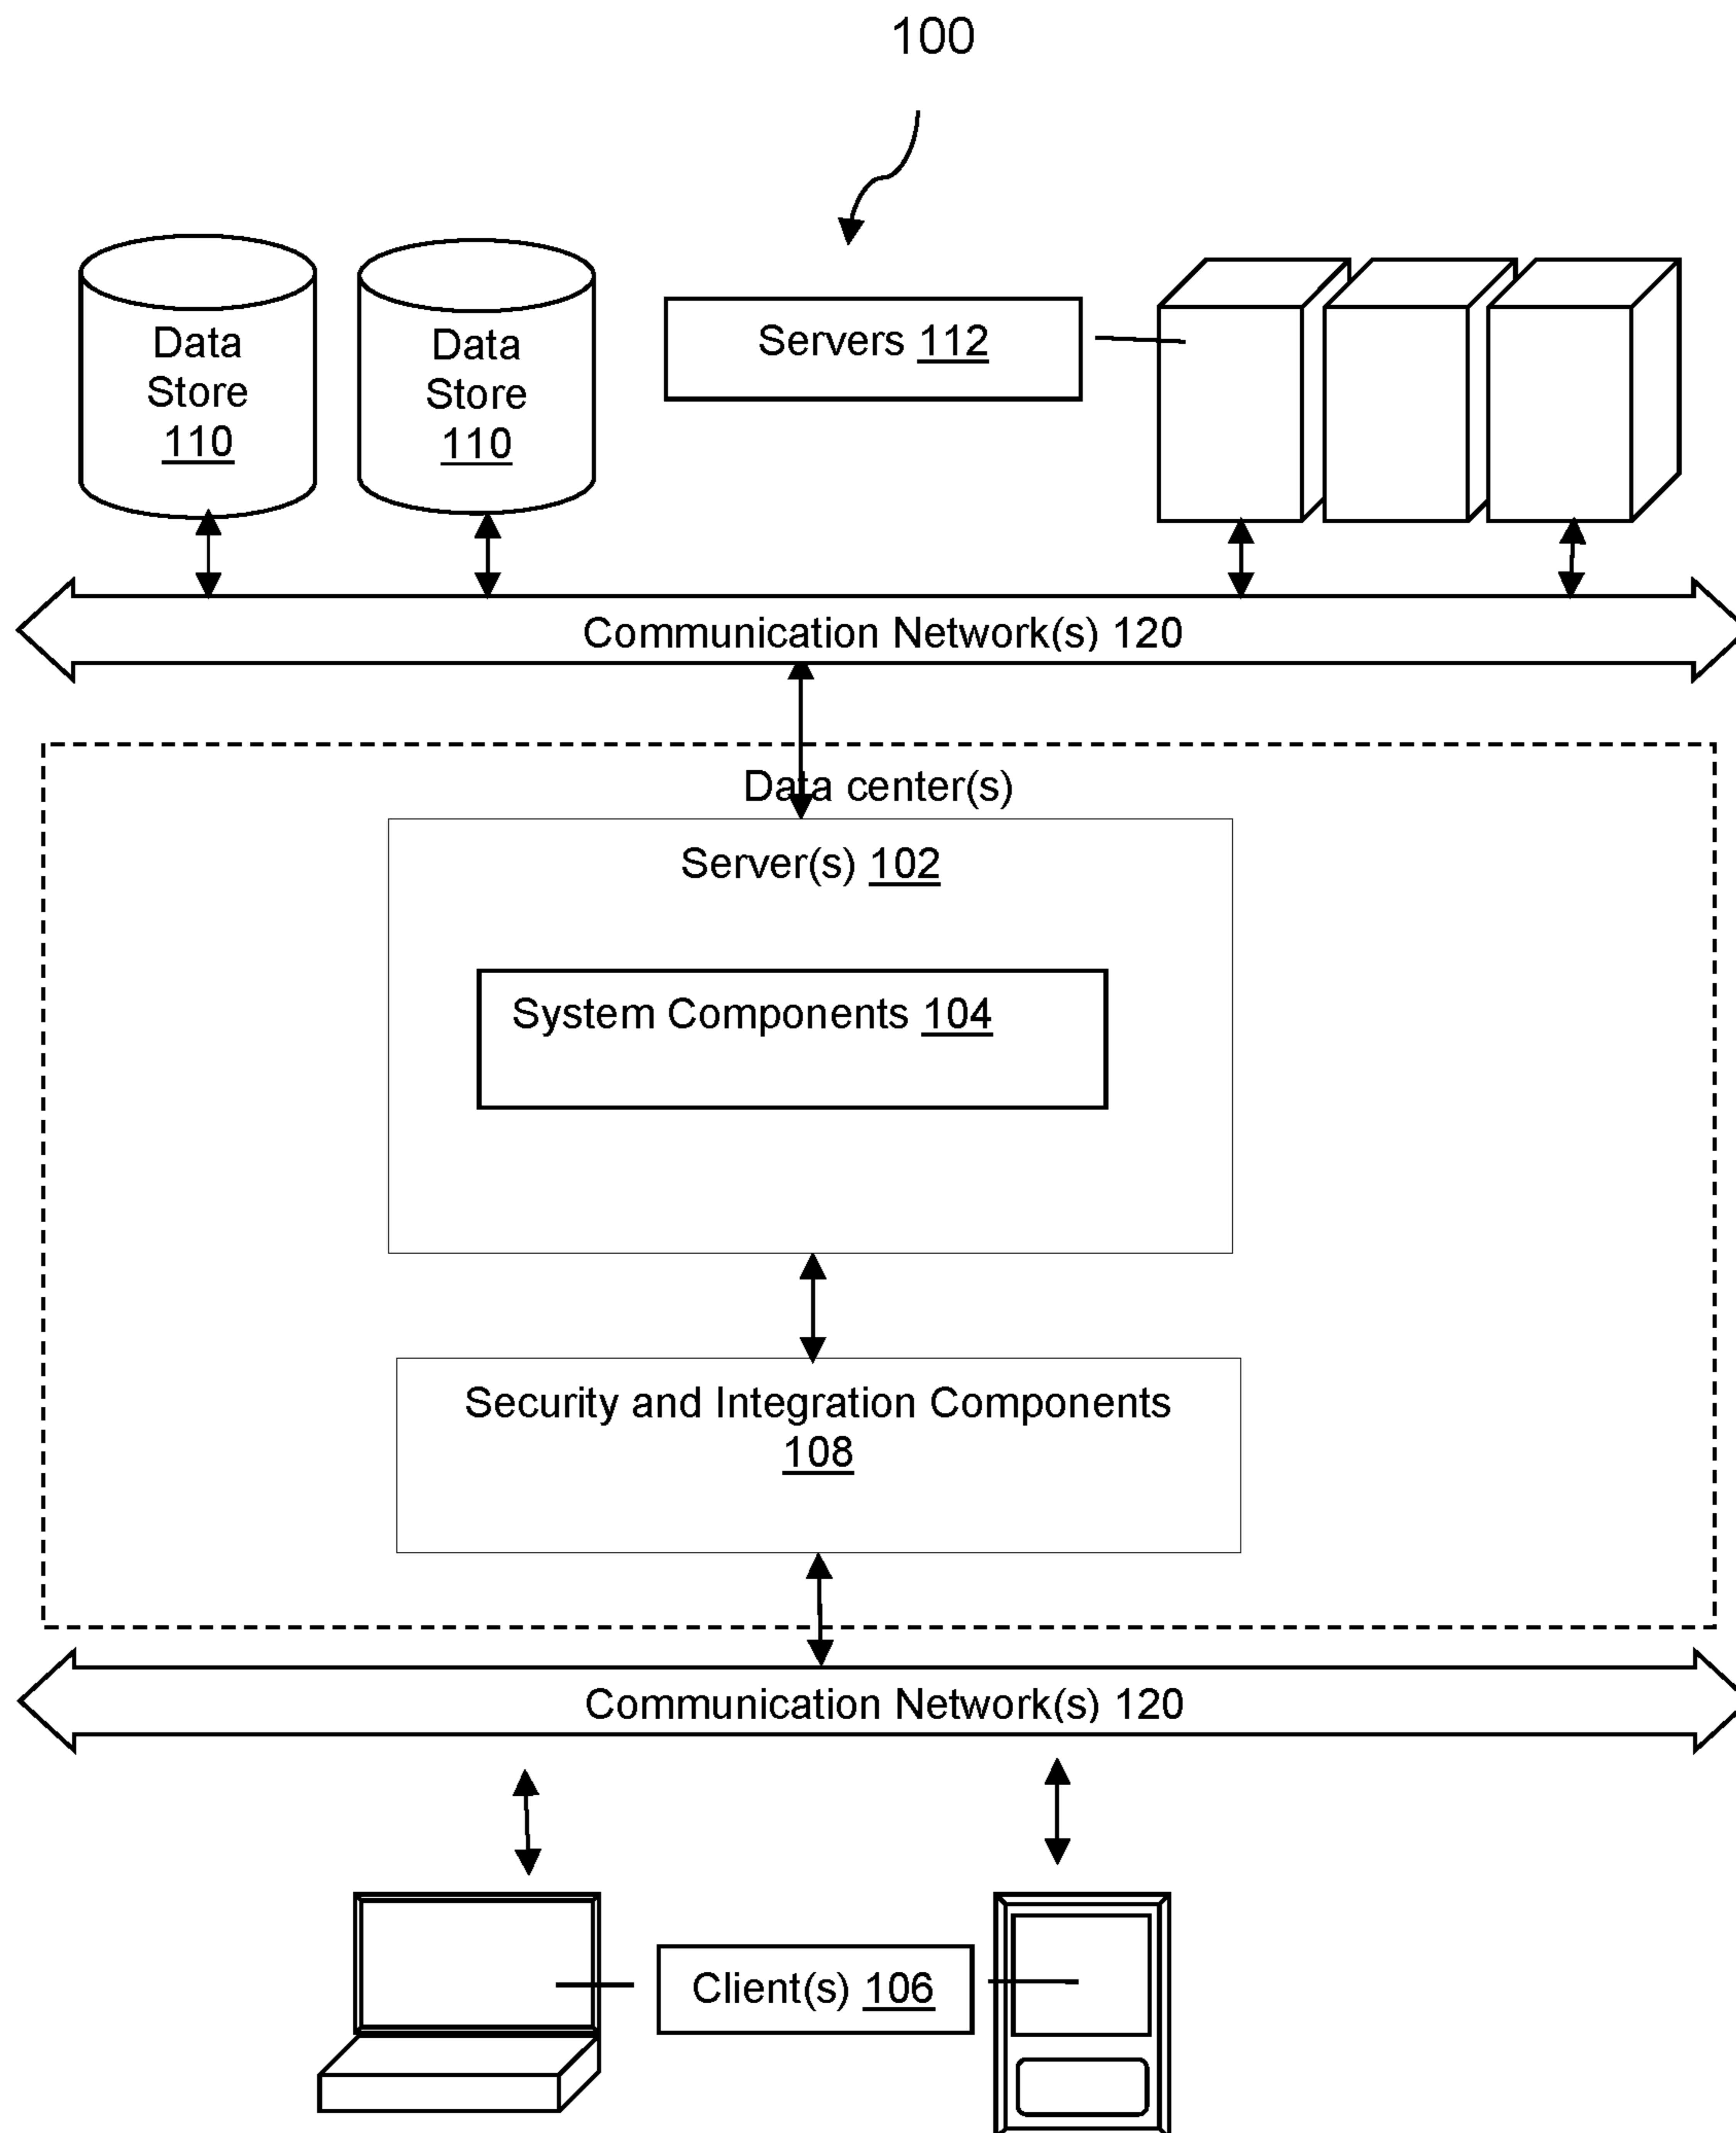 100
Data
Store
110
Data
Store
110
Servers 112
Communication Network(s) 120
Data center(s)
Server(s) 102
System Components 104
Security and Integration Components
108
Communication Network(s) 120
Client(s) 106